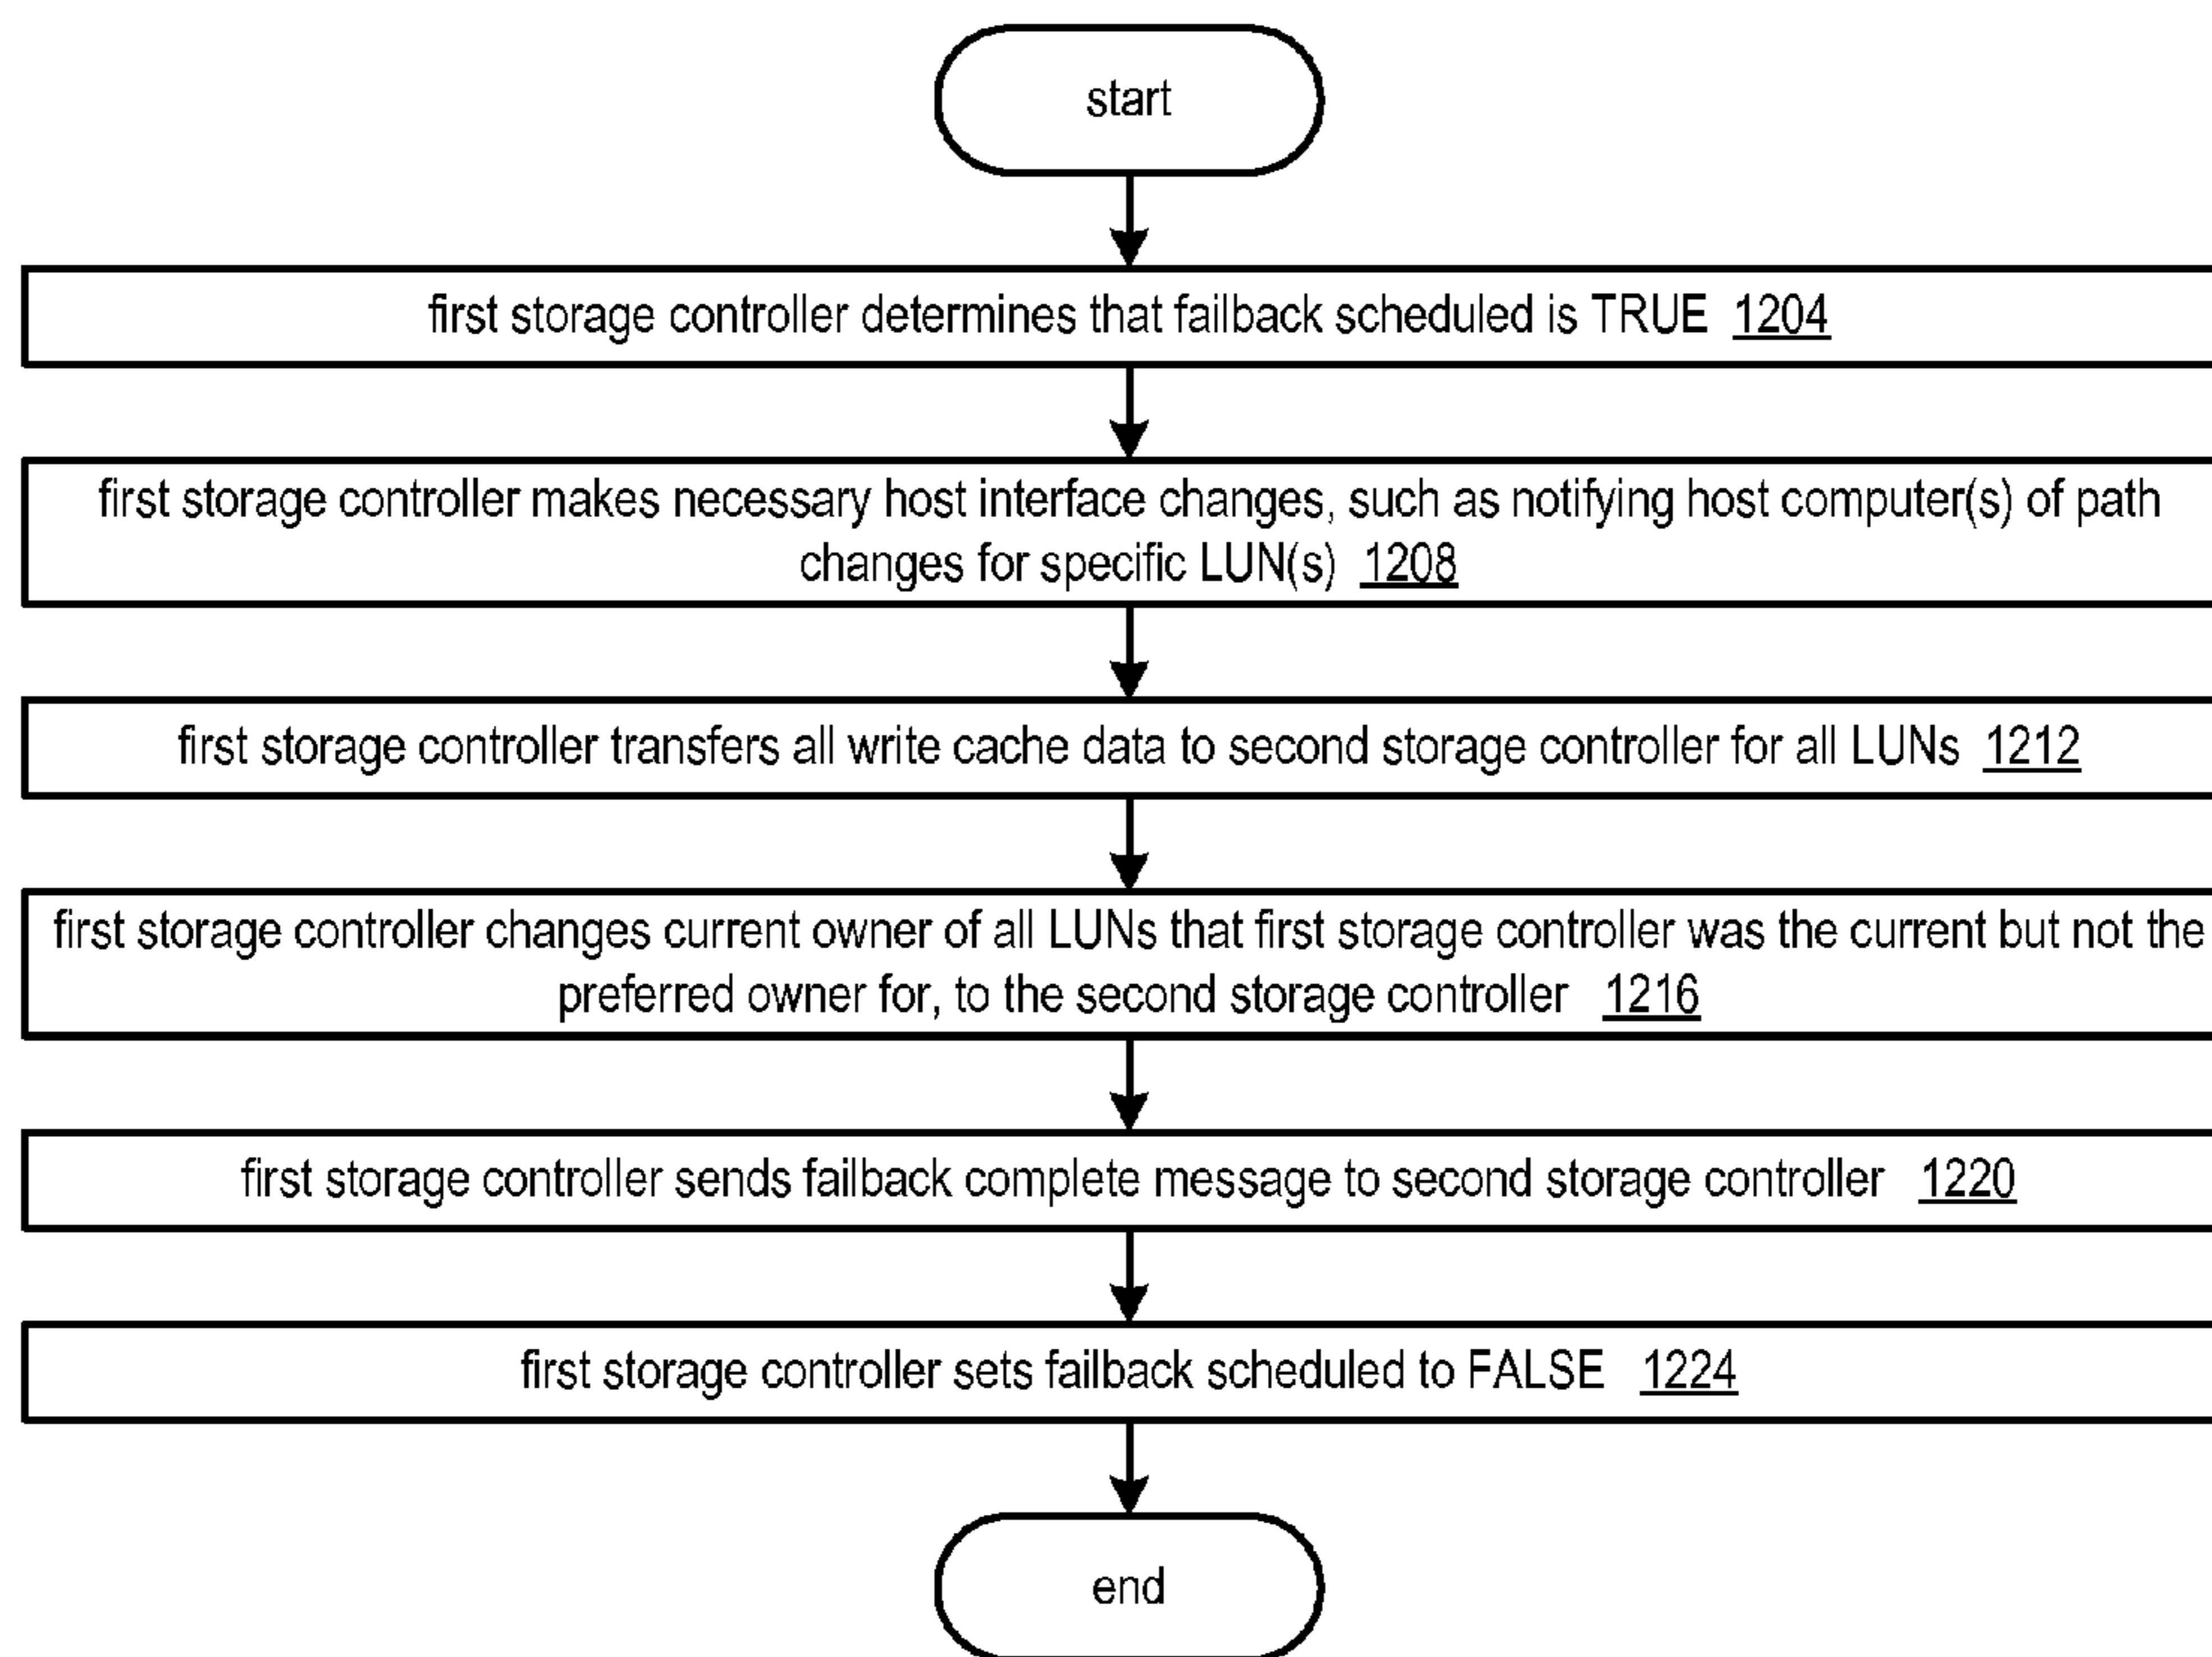 start
first storage controller determines that failback scheduled is TRUE 1204
first storage controller makes necessary host interface changes, such as notifying host computer(s) of path
changes for specific LUN(s) 1208
first storage controller transfers all write cache data to second storage controller for all LUNs 1212
first storage controller changes current owner of all LUNs that first storage controller was the current but not the
preferred owner for, to the second storage controller 1216
first storage controller sends failback complete message to second storage controller 1220
first storage controller sets failback scheduled to FALSE 1224
end